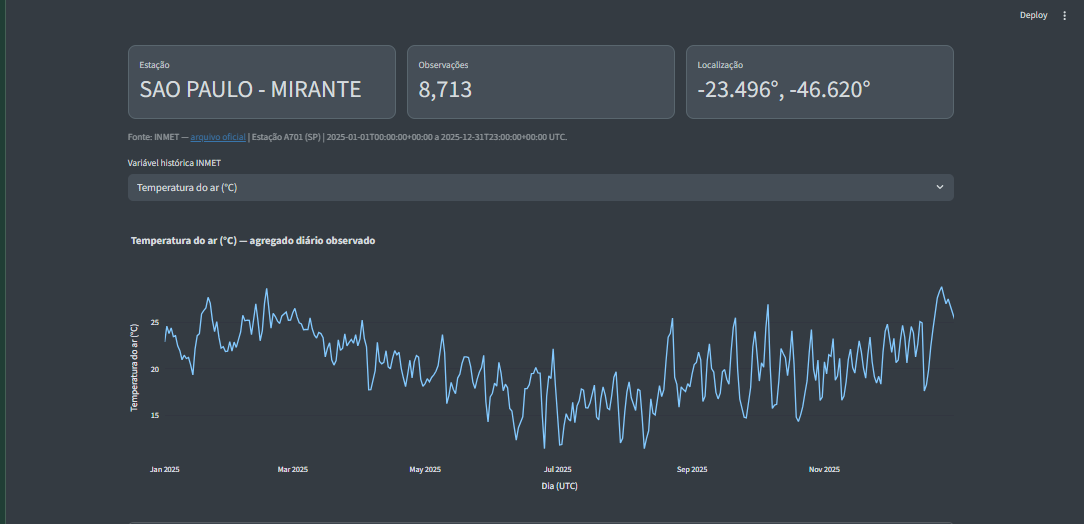 Deploy
Estação
Observações
Localização
SAO PAULO - MIRANTE
8,713
-23.496°, -46.620°
Fonte: INMET — arquivo oficial | Estação A701 (SP) | 2025-01-01T00:00:00+00:00 a 2025-12-31T23:00:00+00:00 UTC.
Variável histórica INMET
Temperatura do ar (°C)
Temperatura do ar (°C) — agregado diário observado
Temperatura do ar (°C)
25
20
15
Jan 2025
Mar 2025
May 2025
Jul 2025
Sep 2025
Nov 2025
Dia (UTC)